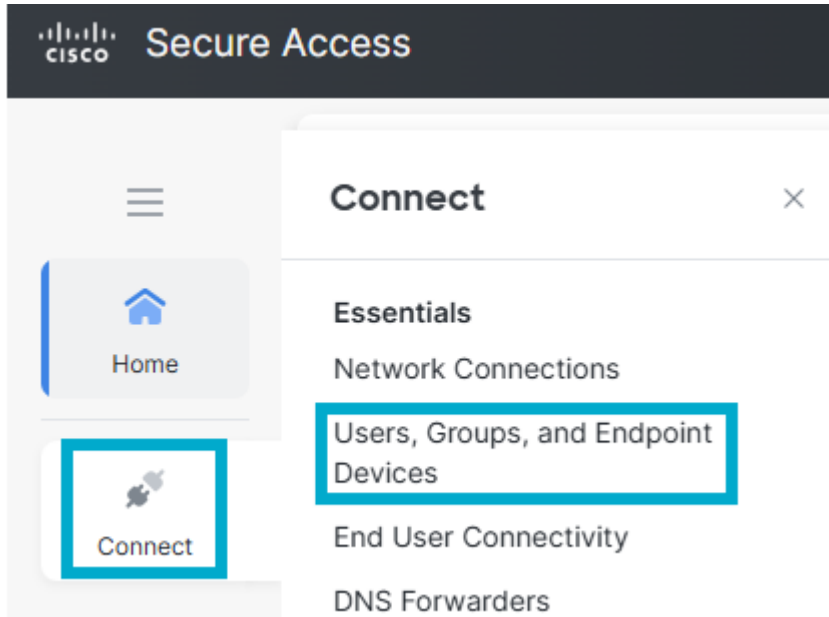 CISCO Secure Access
Connect
Essentials
Home
Network Connections
Users, Groups, and Endpoint
Devices
Connect
End User Connectivity
DNS Forwarders